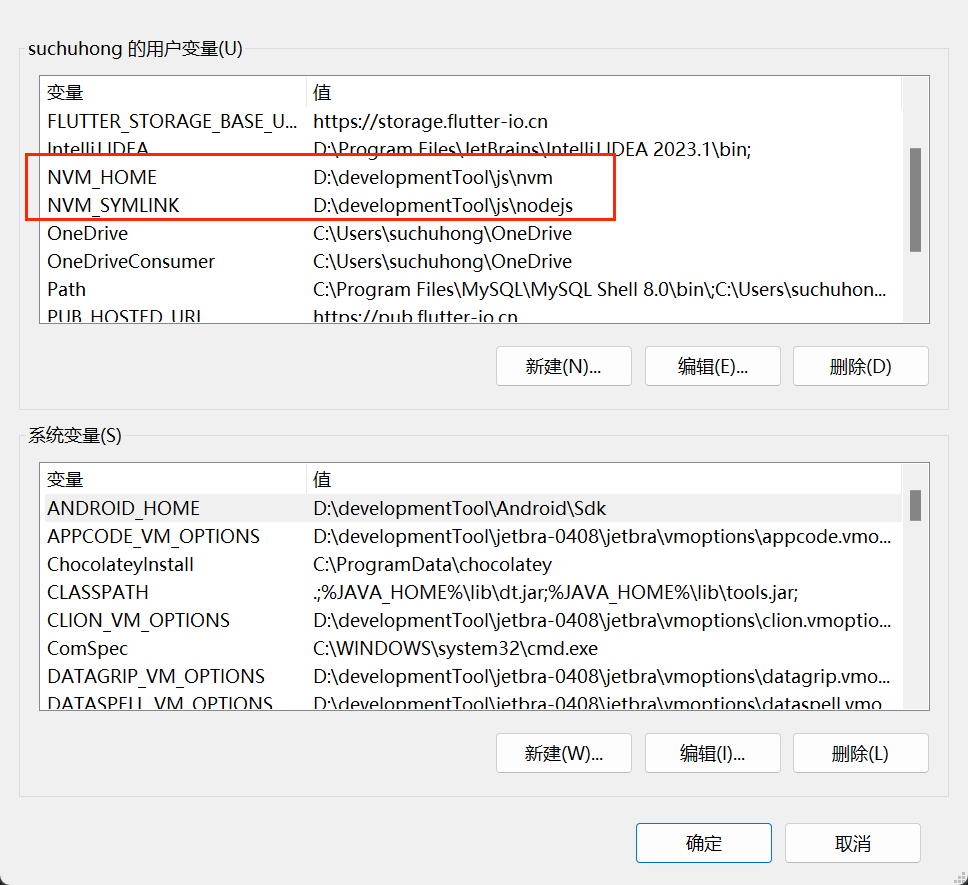 suchuhong 的用户变量(U)
变量 值
FLUTTER_STORAGE_BASE_U... https://storage.flutter-io.cn
IntelliJ IDEA D:\Program Files\JetBrains\IntelliJ IDEA 2023.1\bin;
NVM_HOME D:\developmentTool\js\nvm
NVM_SYMLINK D:\developmentTool\js\nodejs
OneDrive C:\Users\suchuhong\OneDrive
OneDriveConsumer C:\Users\suchuhong\OneDrive
Path C:\Program Files\MySQL\MySQL Shell 8.0\bin\;C:\Users\suchuhon...
PUB_HOSTED_URL https://pub.flutter-io.cn
新建(N)... 编辑(E)... 删除(D)
系统变量(S)
变量 值
ANDROID_HOME D:\developmentTool\Android\Sdk
APPCODE_VM_OPTIONS D:\developmentTool\jetbra-0408\jetbra\vmoptions\appcode.vmo...
ChocolateyInstall C:\ProgramData\chocolatey
CLASSPATH .;%JAVA_HOME%\lib\dt.jar;%JAVA_HOME%\lib\tools.jar;
CLION_VM_OPTIONS D:\developmentTool\jetbra-0408\jetbra\vmoptions\clion.vmoptio...
ComSpec C:\WINDOWS\system32\cmd.exe
DATAGRIP_VM_OPTIONS D:\developmentTool\jetbra-0408\jetbra\vmoptions\datagrip.vmo...
DATASPELL_VM_OPTIONS D:\developmentTool\jetbra-0408\jetbra\vmoptions\dataspell.vmo
新建(W)... 编辑(I)... 删除(L)
确定 取消